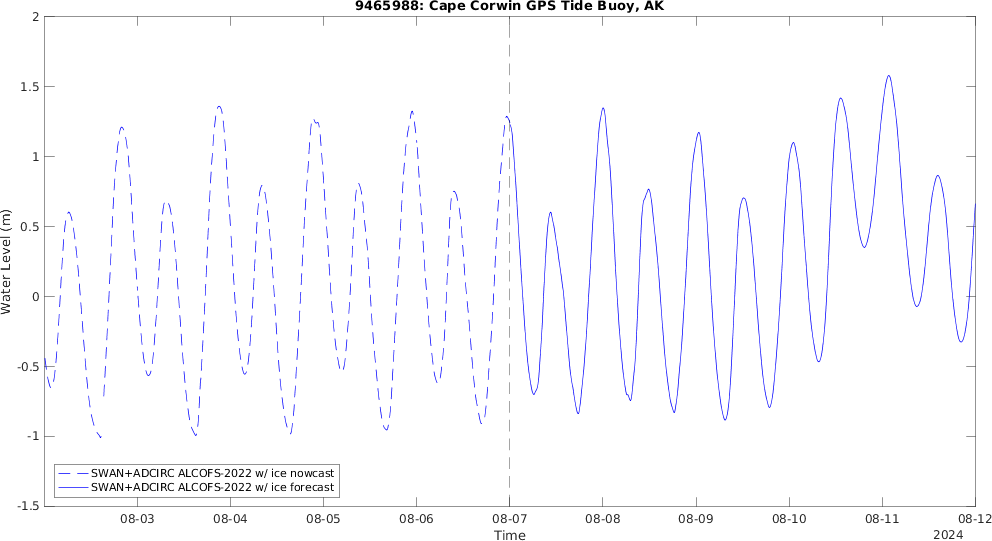 9465988: Cape Corwin GPS Tide Buoy, AK
Water Level (m)
2
1.5
1
0.5
0
-0.5
-1
-1.5
SWAN+ADCIRC ALCOFS-2022 w/ ice nowcast
SWAN+ADCIRC ALCOFS-2022 w/ ice forecast
08-03 08-04 08-05 08-06 08-07 08-08 08-09 08-10 08-11 08-12
Time
2024